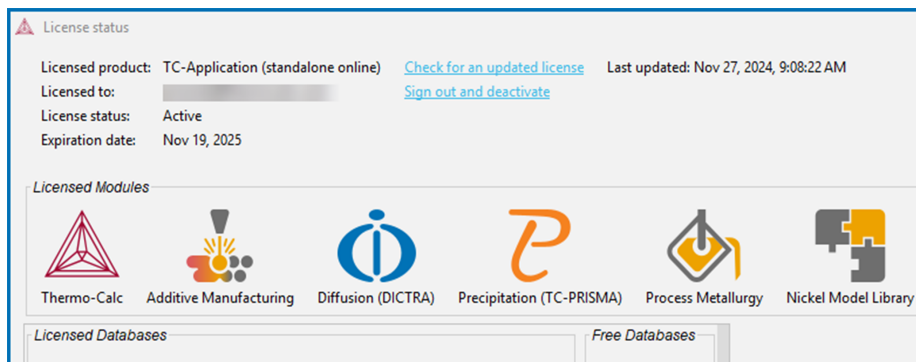 License status
Licensed product: TC-Application (standalone online) Check for an updated license Last updated: Nov 27, 2024, 9:08:22 AM
Licensed to: Sign out and deactivate
License status: Active
Expiration date: Nov 19, 2025
Licensed Modules
Thermo-Calc Additive Manufacturing Diffusion (DICTRA) Precipitation (TC-PRISMA) Process Metallurgy Nickel Model Library
Licensed Databases Free Databases